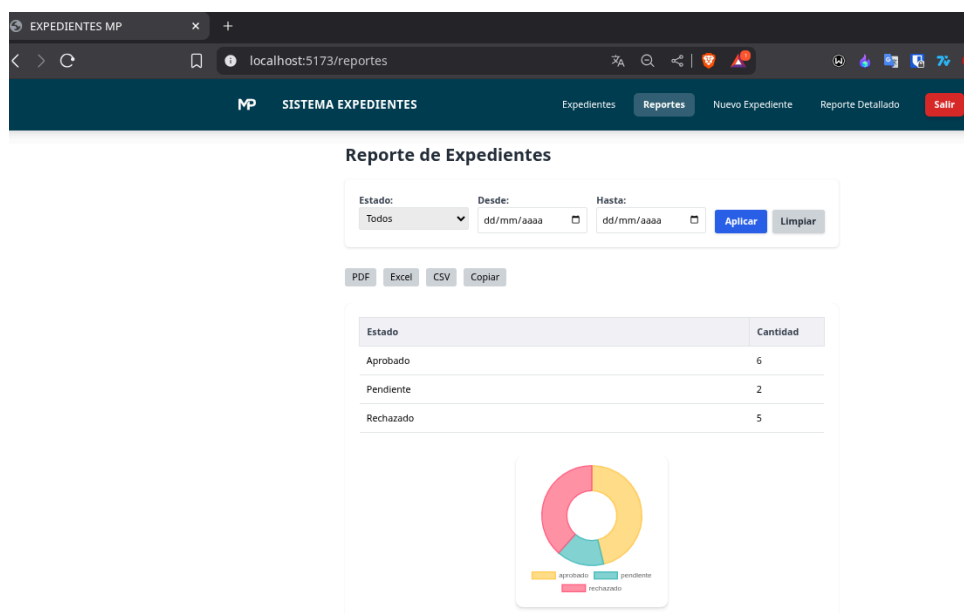 EXPEDIENTES MP
localhost:5173/reportes
MP SISTEMA EXPEDIENTES Expedientes Reportes Nuevo Expediente Reporte Detallado Salir
Reporte de Expedientes
Estado: Desde: Hasta:
Todos dd/mm/aaaa dd/mm/aaaa Aplicar Limpiar
PDF Excel CSV Copiar
Estado Cantidad
Aprobado 6
Pendiente 2
Rechazado 5
aprobado pendiente
rechazado